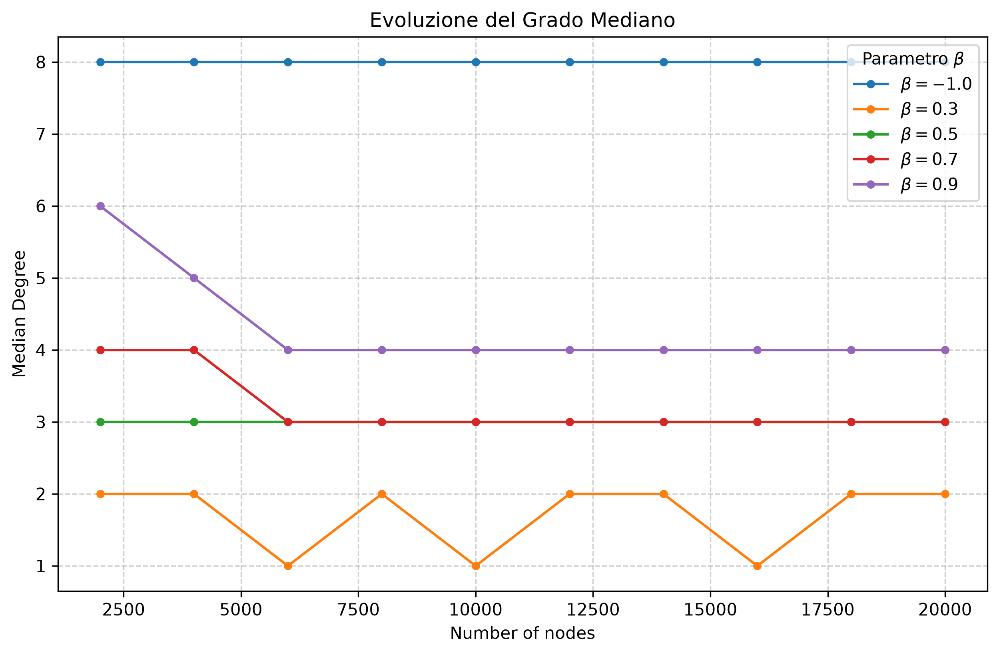 Evoluzione del Grado Mediano
Parametro β
β = −1.0
β = 0.3
β = 0.5
β = 0.7
β = 0.9
Median Degree
8
7
6
5
4
3
2
1
2500 5000 7500 10000 12500 15000 17500 20000
Number of nodes